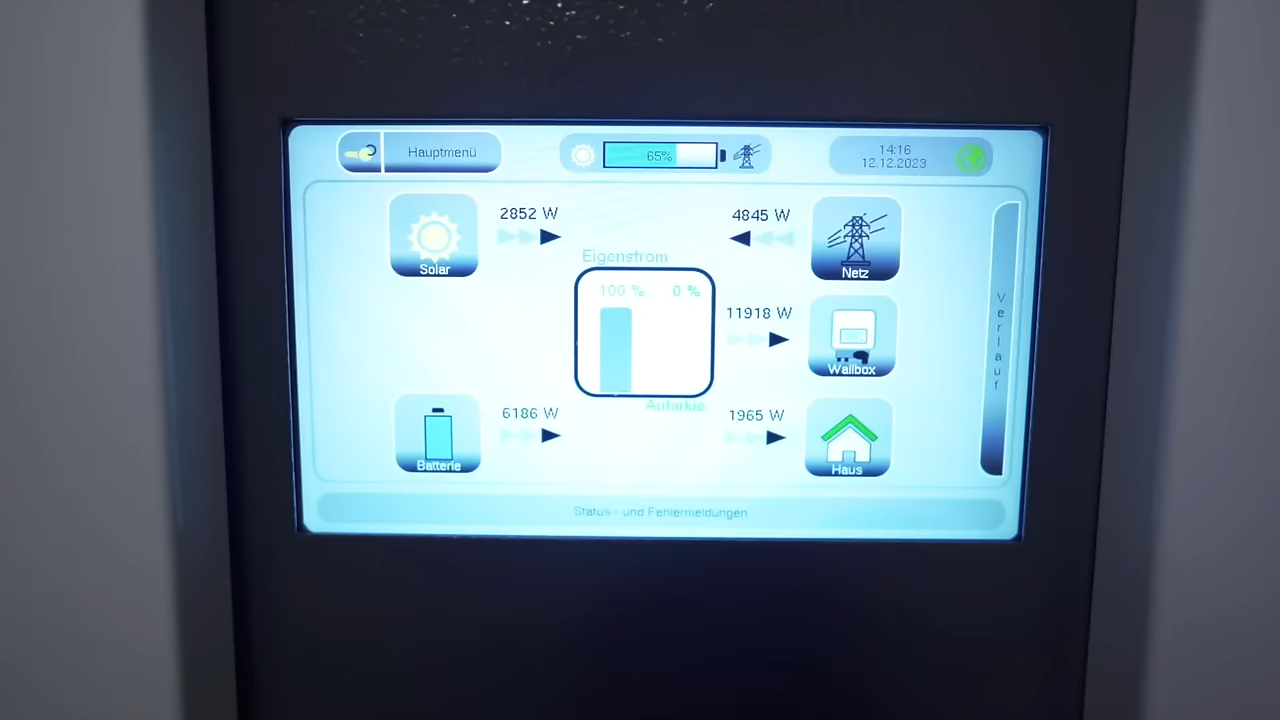 Hauptmenü
65%
14:16
12.12.2023
2852 W
4845 W
Solar
Netz
Eigenstrom
100 %
0 %
11918 W
Wallbox
Verlauf
Autarkie
6186 W
1965 W
Batterie
Haus
Status- und Fehlermeldungen